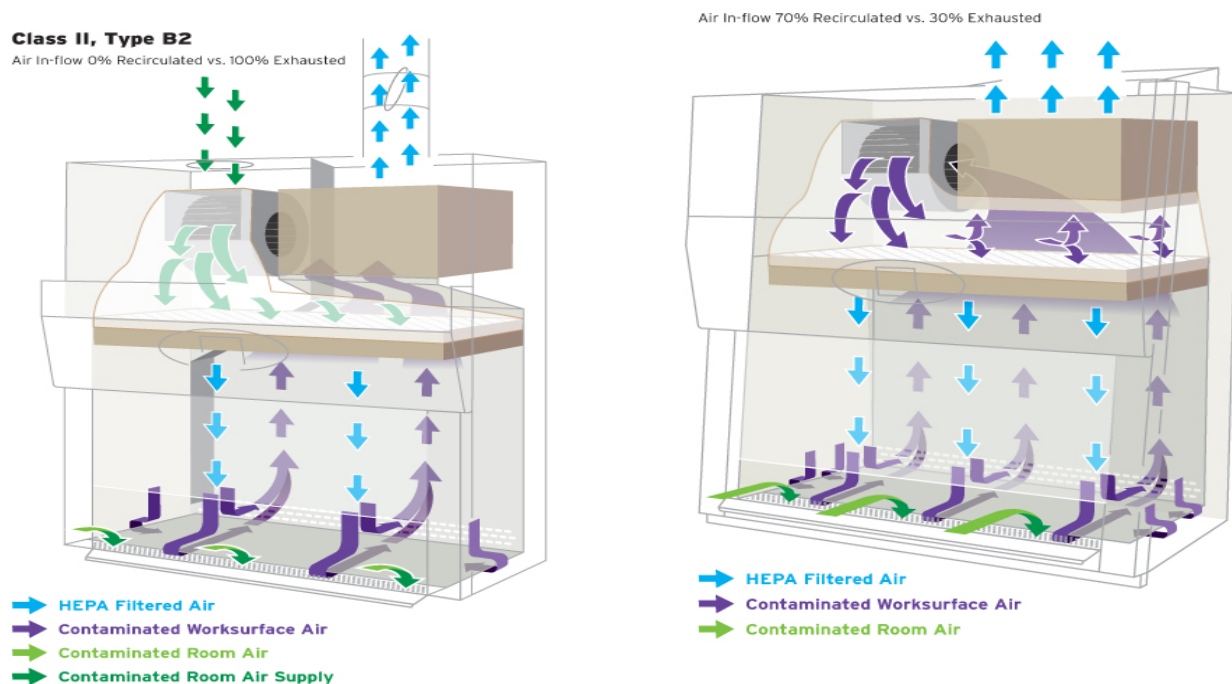 Class II, Type B2
Air In-flow 0% Recirculated vs. 100% Exhausted
HEPA Filtered Air
Contaminated Worksurface Air
Contaminated Room Air
Contaminated Room Air Supply
Air In-flow 70% Recirculated vs. 30% Exhausted
HEPA Filtered Air
Contaminated Worksurface Air
Contaminated Room Air